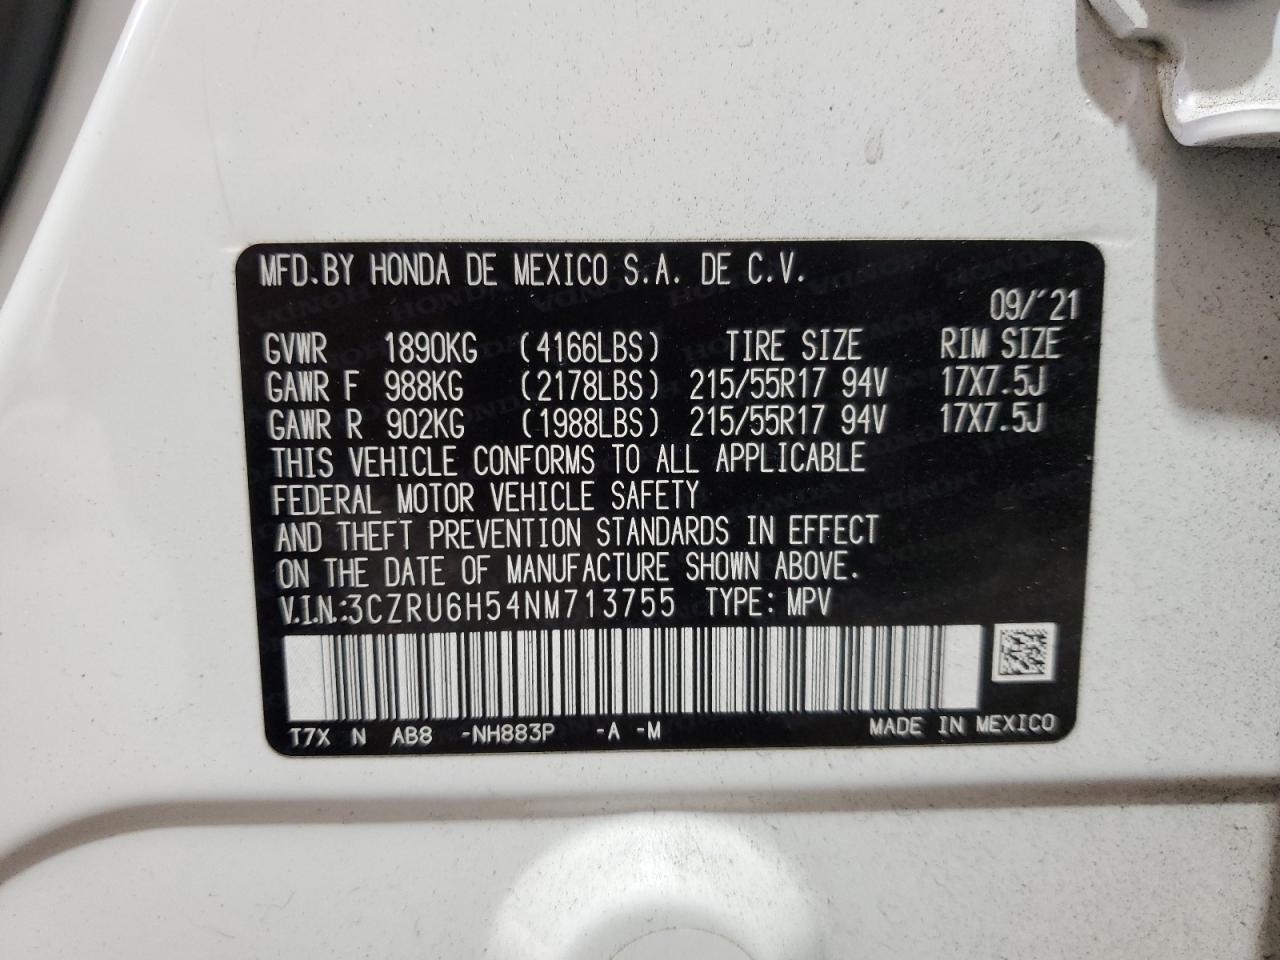 MFD.BY HONDA DE MEXICO S.A. DE C.V.
09/'21
GVWR 1890KG (4166LBS) TIRE SIZE RIM SIZE
GAWR F 988KG (2178LBS) 215/55R17 94V 17X7.5J
GAWR R 902KG (1988LBS) 215/55R17 94V 17X7.5J
THIS VEHICLE CONFORMS TO ALL APPLICABLE
FEDERAL MOTOR VEHICLE SAFETY
AND THEFT PREVENTION STANDARDS IN EFFECT
ON THE DATE OF MANUFACTURE SHOWN ABOVE.
V.I.N.:3CZRU6H54NM713755 TYPE: MPV
T7X N AB8 -NH883P -A -M MADE IN MEXICO